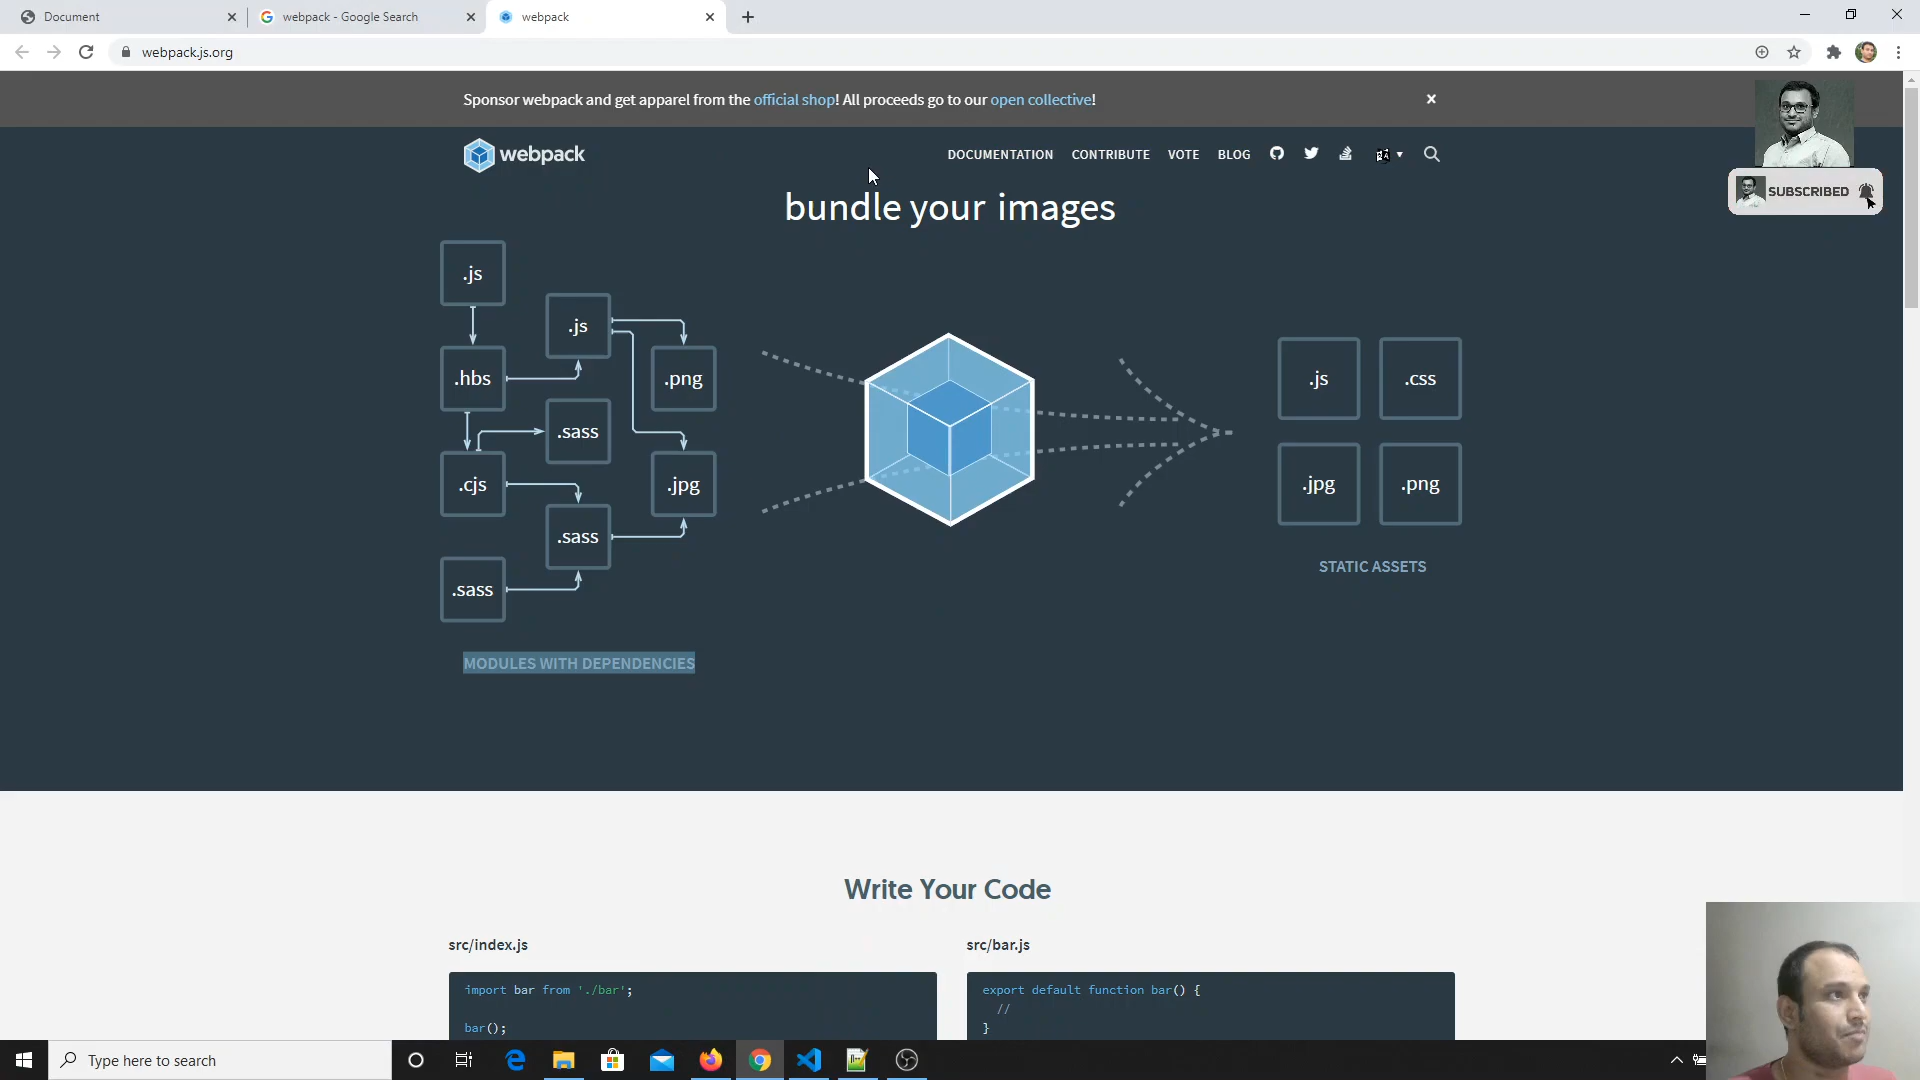 Document
webpack - Google Search
webpack
webpack.js.org
Sponsor webpack and get apparel from the official shop! All proceeds go to our open collective!
webpack
DOCUMENTATION CONTRIBUTE VOTE BLOG
SUBSCRIBED
bundle your images
.js
.js
.hbs
.png
.sass
.cjs
.jpg
.sass
.sass
MODULES WITH DEPENDENCIES
.js
.css
.jpg
.png
STATIC ASSETS
Write Your Code
src/index.js
import bar from './bar';
bar();
src/bar.js
export default function bar() {
//
}
Type here to search